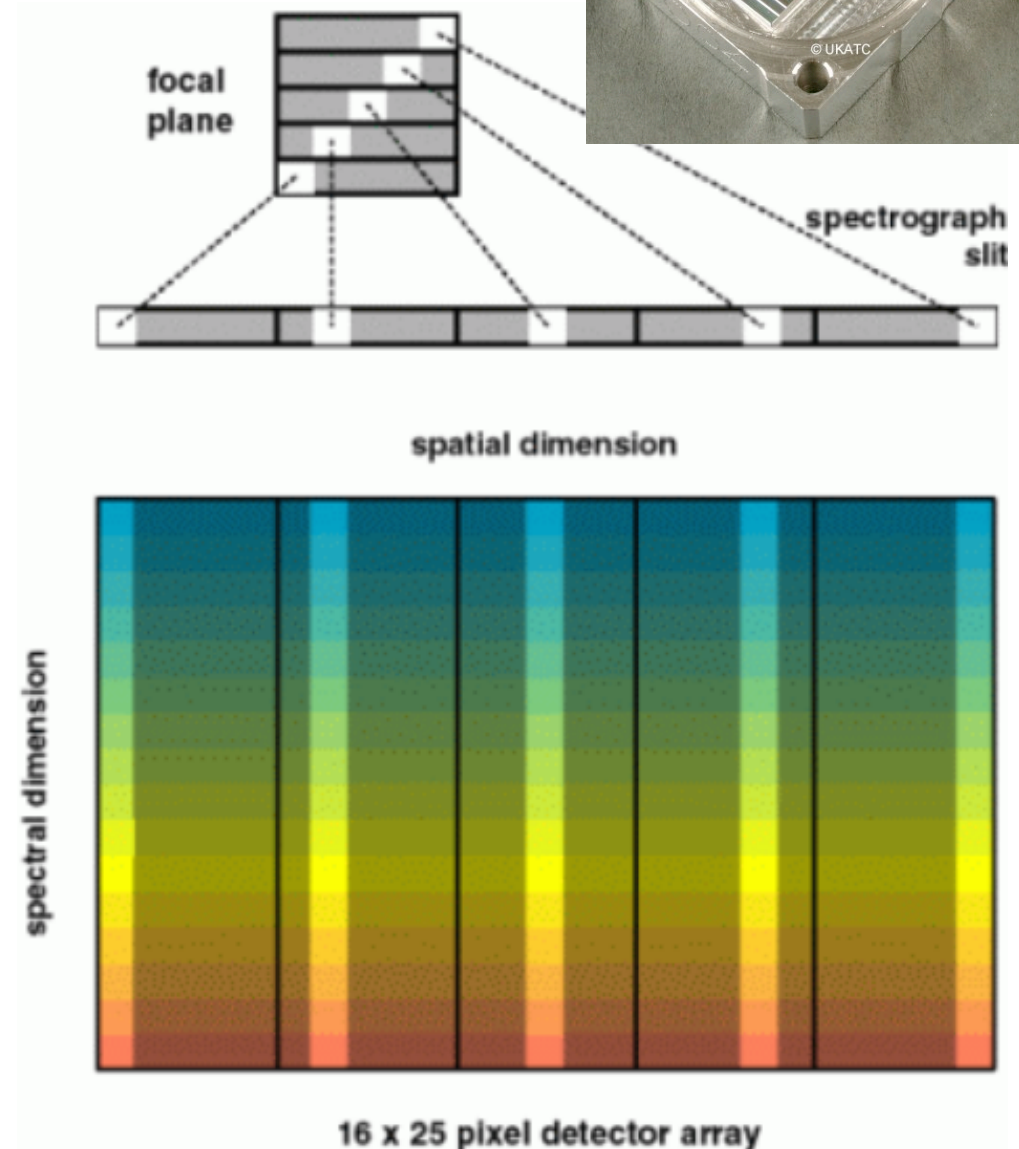 © UKATC
focal
plane
spectrograph
slit
spatial dimension
spectral dimension
16 x 25 pixel detector array